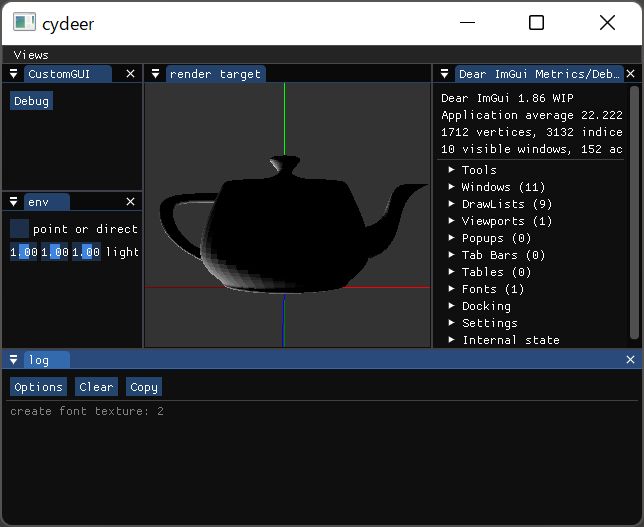 cydeer
Views
CustomGUI
Debug
env
point or direct
1.00 1.00 1.00 light
render target
Dear ImGui Metrics/Deb...
Dear ImGui 1.86 WIP
Application average 22.222
1712 vertices, 3132 indice
10 visible windows, 152 ac
Tools
Windows (11)
DrawLists (9)
Viewports (1)
Popups (0)
Tab Bars (0)
Tables (0)
Fonts (1)
Docking
Settings
Internal state
log
Options Clear Copy
create font texture: 2